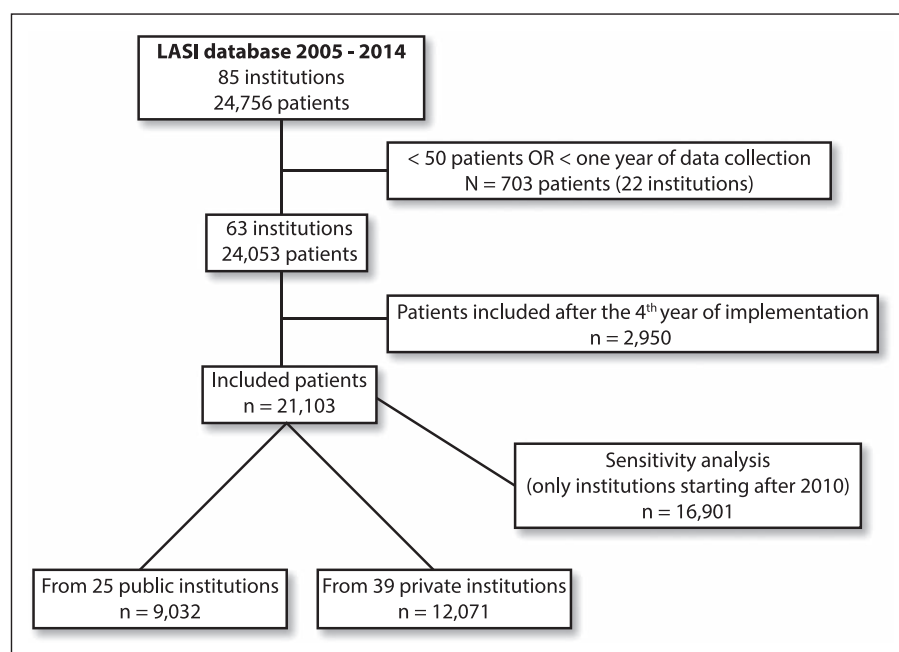 LASI database 2005 - 2014
85 institutions
24,756 patients
< 50 patients OR < one year of data collection
N = 703 patients (22 institutions)
63 institutions
24,053 patients
Patients included after the 4th year of implementation
n = 2,950
Included patients
n = 21,103
Sensitivity analysis
(only institutions starting after 2010)
n = 16,901
From 25 public institutions
n = 9,032
From 39 private institutions
n = 12,071